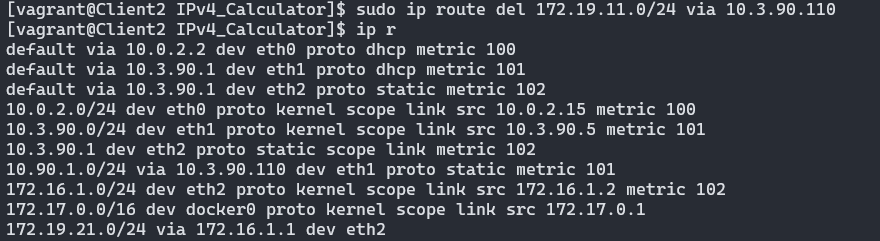 [vagrant@Client2 IPv4_Calculator]$ sudo ip route del 172.19.11.0/24 via 10.3.90.110
[vagrant@Client2 IPv4_Calculator]$ ip r
default via 10.0.2.2 dev eth0 proto dhcp metric 100
default via 10.3.90.1 dev eth1 proto dhcp metric 101
default via 10.3.90.1 dev eth2 proto static metric 102
10.0.2.0/24 dev eth0 proto kernel scope link src 10.0.2.15 metric 100
10.3.90.0/24 dev eth1 proto kernel scope link src 10.3.90.5 metric 101
10.3.90.1 dev eth2 proto static scope link metric 102
10.90.1.0/24 via 10.3.90.110 dev eth1 proto static metric 101
172.16.1.0/24 dev eth2 proto kernel scope link src 172.16.1.2 metric 102
172.17.0.0/16 dev docker0 proto kernel scope link src 172.17.0.1
172.19.21.0/24 via 172.16.1.1 dev eth2